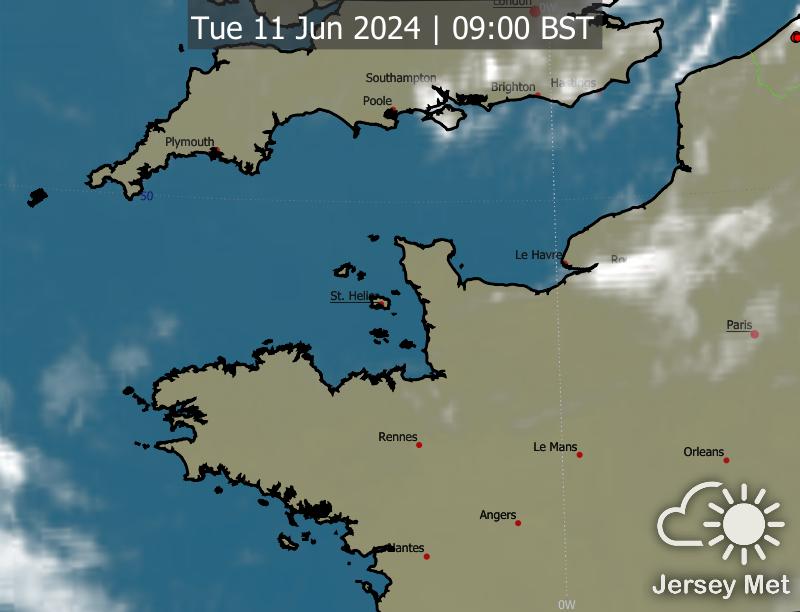 London
0W
Tue 11 Jun 2024 | 09:00 BST
Southampton
Brighton
Hastings
Poole
Plymouth
50
Le Havre
St. Helier
Paris
Rennes
Le Mans
Orleans
Angers
Nantes
Jersey Met
0W